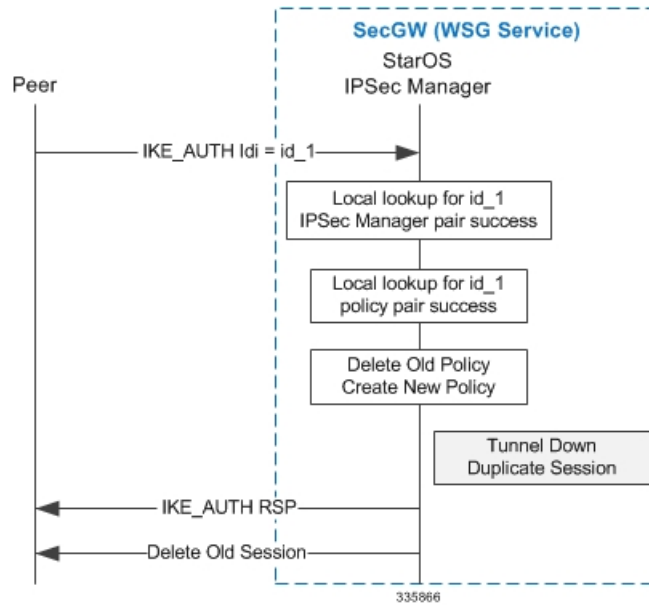 SecGW (WSG Service)
StarOS
IPSec Manager
Peer
IKE_AUTH Idi = id_1
Local lookup for id_1
IPSec Manager pair success
Local lookup for id_1
policy pair success
Delete Old Policy
Create New Policy
Tunnel Down
Duplicate Session
IKE_AUTH RSP
Delete Old Session
335866